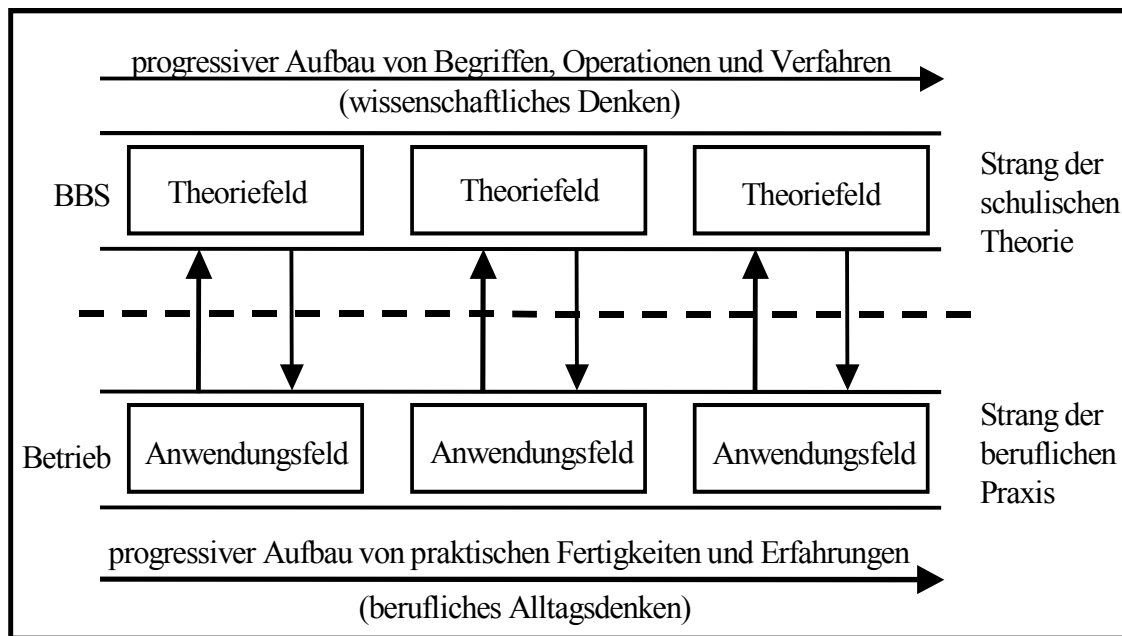 progressiver Aufbau von Begriffen, Operationen und Verfahren
(wissenschaftliches Denken)
BBS
Theoriefeld
Theoriefeld
Theoriefeld
Strang der
schulischen
Theorie
Betrieb
Anwendungsfeld
Anwendungsfeld
Anwendungsfeld
Strang der
beruflichen
Praxis
progressiver Aufbau von praktischen Fertigkeiten und Erfahrungen
(berufliches Alltagsdenken)